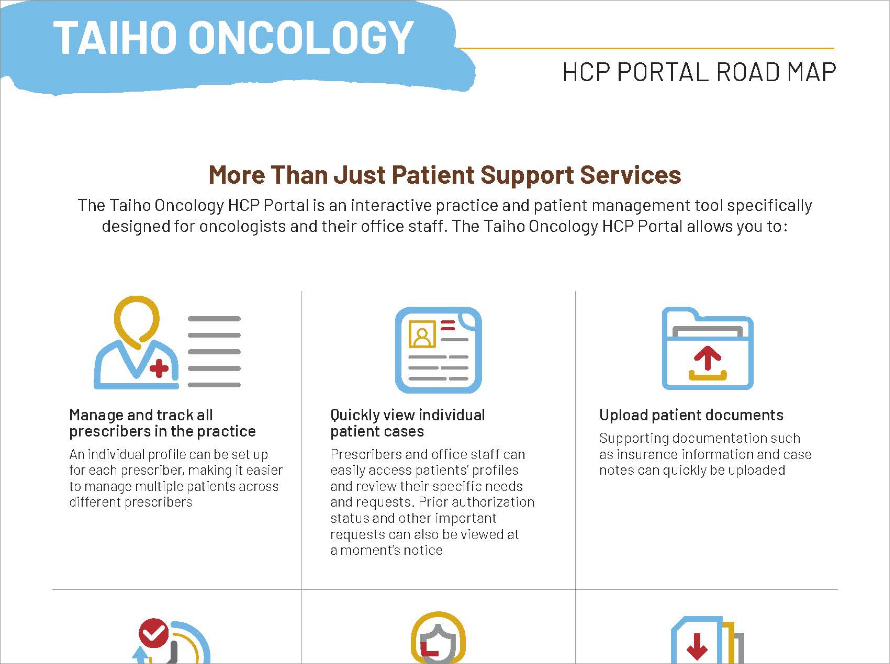 TAIHO ONCOLOGY
HCP PORTAL ROAD MAP
More Than Just Patient Support Services
The Taiho Oncology HCP Portal is an interactive practice and patient management tool specifically
designed for oncologists and their office staff. The Taiho Oncology HCP Portal allows you to:
Manage and track all
prescribers in the practice
An individual profile can be set up
for each prescriber, making it easier
to manage multiple patients across
different prescribers
Quickly view individual
patient cases
Prescribers and office staff can
easily access patients' profiles
and review their specific needs
and requests. Prior authorization
status and other important
requests can also be viewed at
a moment's notice
Upload patient documents
Supporting documentation such
as insurance information and case
notes can quickly be uploaded